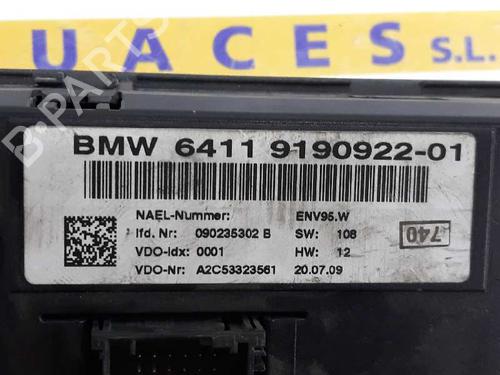 UACES S.L.
B-PARTS
BMW 6411 9190922-01
NAEL-Nummer: ENV95.W
lfd. Nr: 090235302 B SW: 108
VDO-Idx: 0001 HW: 12
VDO-Nr: A2C53323561 20.07.09
740